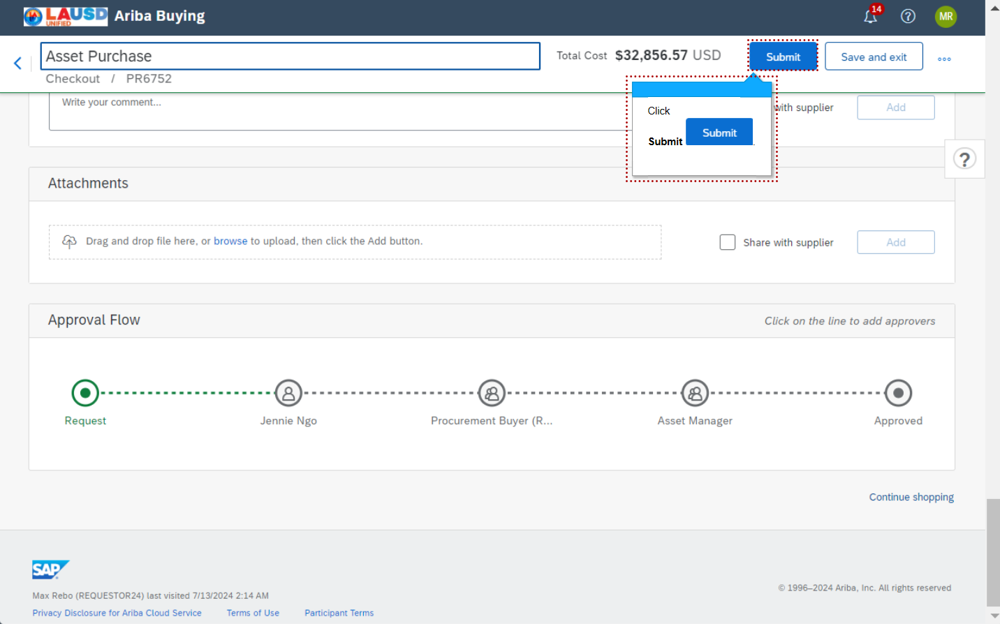 LAUSD
UNIFIED
Ariba Buying
14
MR
Asset Purchase
Total Cost $32,856.57 USD
Submit
Save and exit
Checkout / PR6752
Write your comment...
Click
Submit Submit.
with supplier
Add
?
Attachments
Drag and drop file here, or browse to upload, then click the Add button.
Share with supplier
Add
Approval Flow
Click on the line to add approvers
Request
Jennie Ngo
Procurement Buyer (R...
Asset Manager
Approved
Continue shopping
SAP
Max Rebo (REQUESTOR24) last visited 7/13/2024 2:14 AM
© 1996–2024 Ariba, Inc. All rights reserved
Privacy Disclosure for Ariba Cloud Service
Terms of Use
Participant Terms